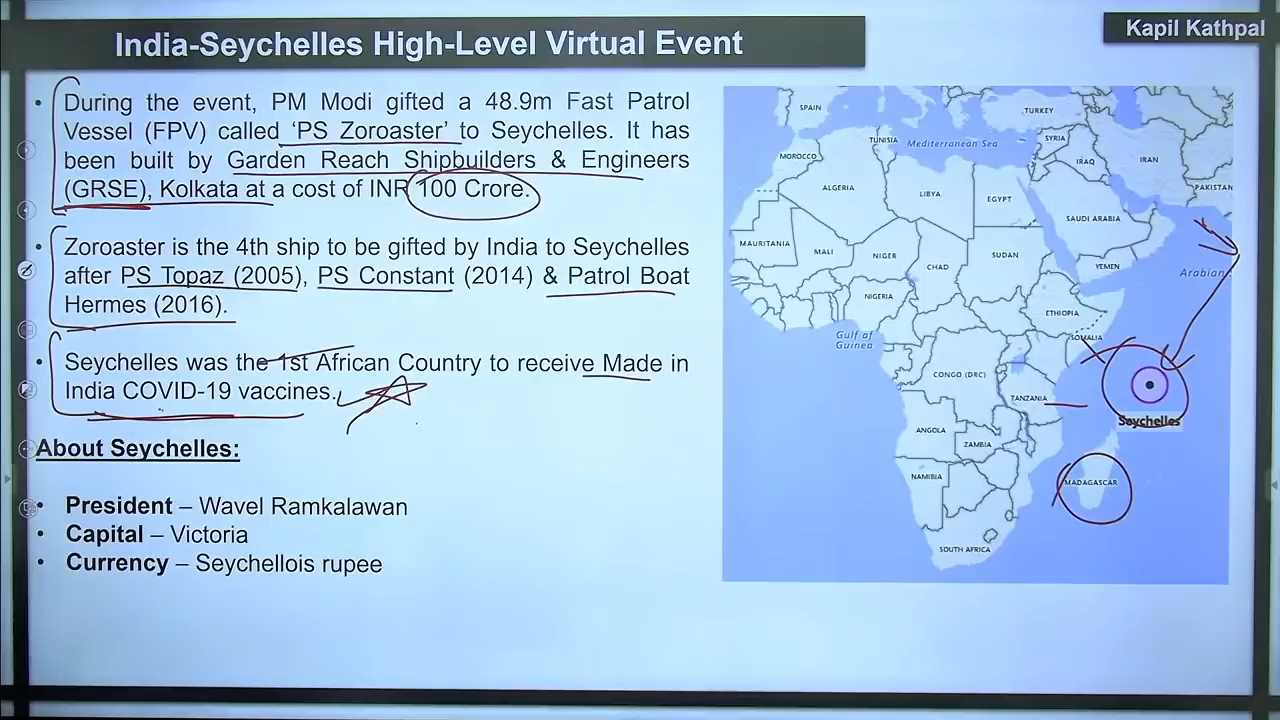 India-Seychelles High-Level Virtual Event
Kapil Kathpal
• During the event, PM Modi gifted a 48.9m Fast Patrol
Vessel (FPV) called ‘PS Zoroaster’ to Seychelles. It has
been built by Garden Reach Shipbuilders & Engineers
(GRSE), Kolkata at a cost of INR 100 Crore.
• Zoroaster is the 4th ship to be gifted by India to Seychelles
after PS Topaz (2005), PS Constant (2014) & Patrol Boat
Hermes (2016).
• Seychelles was the 1st African Country to receive Made in
India COVID-19 vaccines.
About Seychelles:
• President – Wavel Ramkalawan
• Capital – Victoria
• Currency – Seychellois rupee
SPAIN
TURKEY
TUNISIA
Mediterranean Sea
SYRIA
MOROCCO
IRAQ
IRAN
ALGERIA
LIBYA
EGYPT
PAKISTAN
SAUDI ARABIA
MAURITANIA
MALI
NIGER
CHAD
SUDAN
YEMEN
Arabian
NIGERIA
ETHIOPIA
Gulf of
Guinea
SOMALIA
CONGO (DRC)
TANZANIA
Seychelles
ANGOLA
ZAMBIA
NAMIBIA
MADAGASCAR
SOUTH AFRICA